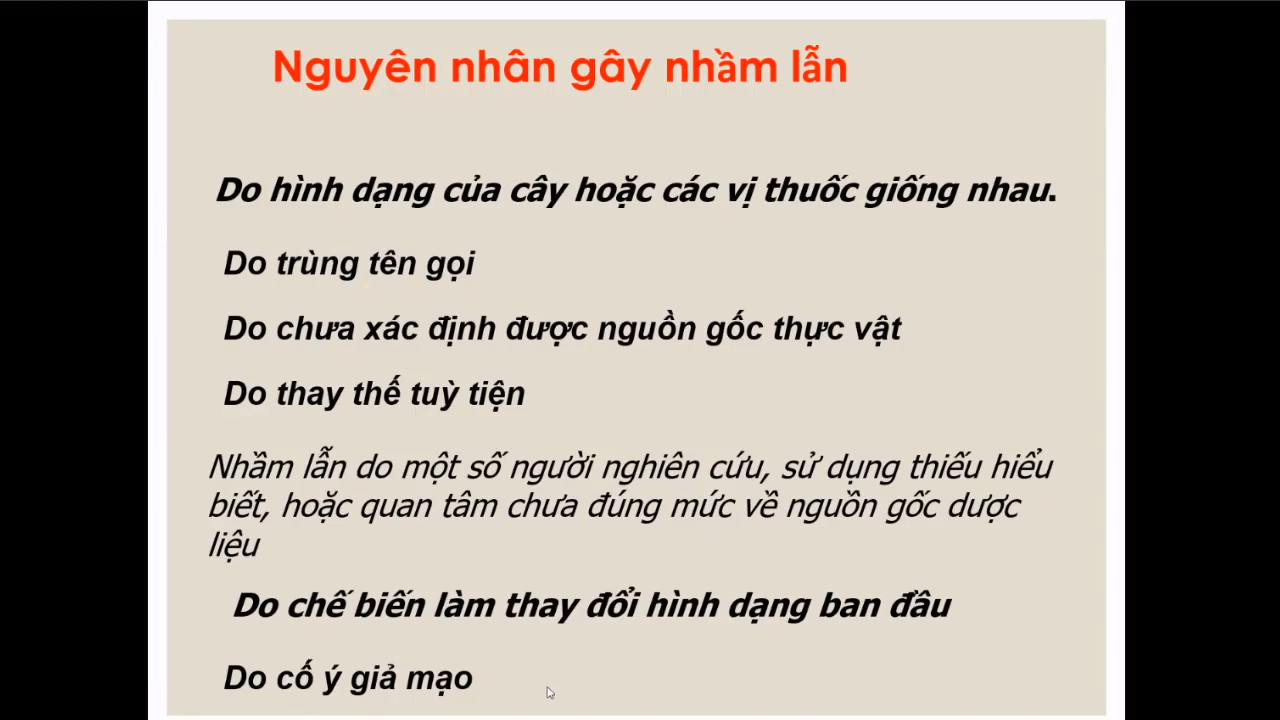 Nguyên nhân gây nhầm lẫn
Do hình dạng của cây hoặc các vị thuốc giống nhau.
Do trùng tên gọi
Do chưa xác định được nguồn gốc thực vật
Do thay thế tuỳ tiện
Nhầm lẫn do một số người nghiên cứu, sử dụng thiếu hiểu
biết, hoặc quan tâm chưa đúng mức về nguồn gốc dược
liệu
Do chế biến làm thay đổi hình dạng ban đầu
Do cố ý giả mạo